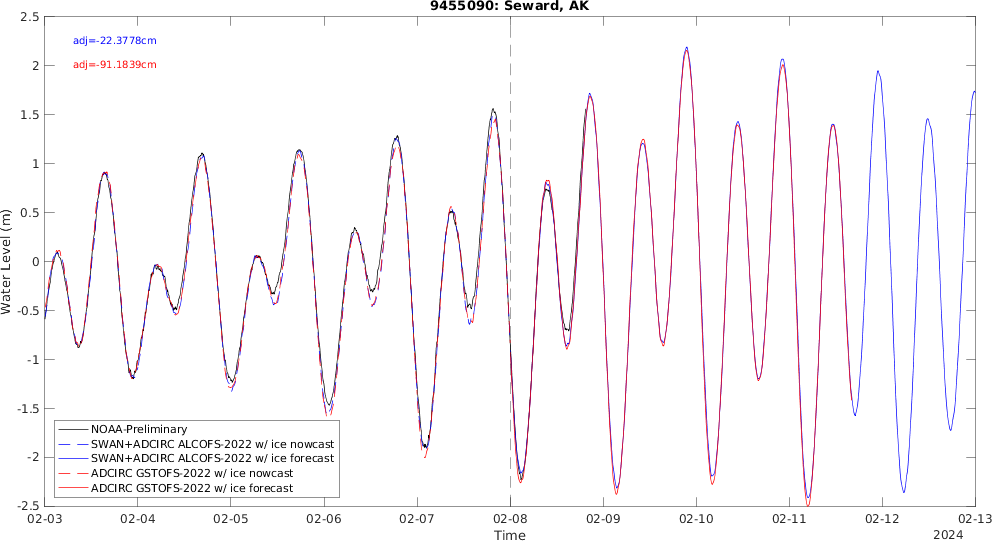 9455090: Seward, AK
adj=-22.3778cm
adj=-91.1839cm
2.5
2
1.5
1
0.5
0
-0.5
-1
-1.5
-2
-2.5
Water Level (m)
NOAA-Preliminary
SWAN+ADCIRC ALCOFS-2022 w/ ice nowcast
SWAN+ADCIRC ALCOFS-2022 w/ ice forecast
ADCIRC GSTOFS-2022 w/ ice nowcast
ADCIRC GSTOFS-2022 w/ ice forecast
02-03 02-04 02-05 02-06 02-07 02-08 02-09 02-10 02-11 02-12 02-13
Time
2024